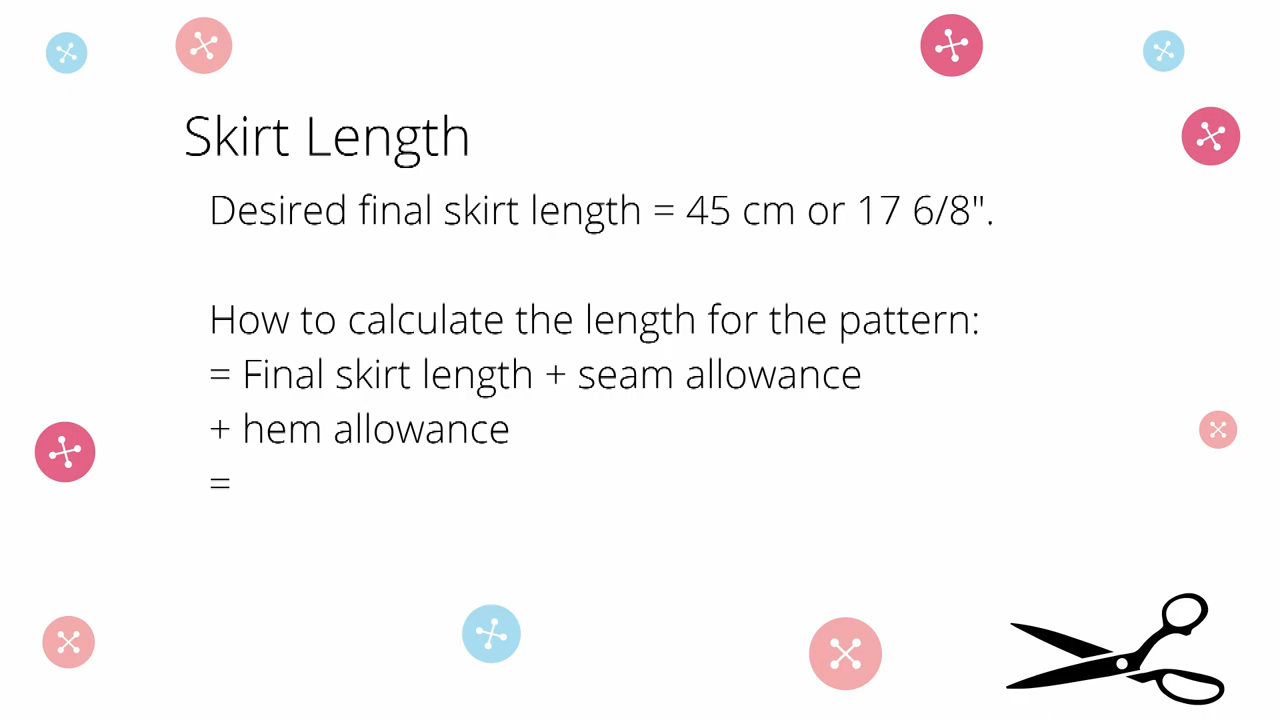 Skirt Length
Desired final skirt length = 45 cm or 17 6/8".
How to calculate the length for the pattern:
= Final skirt length + seam allowance
+ hem allowance
=